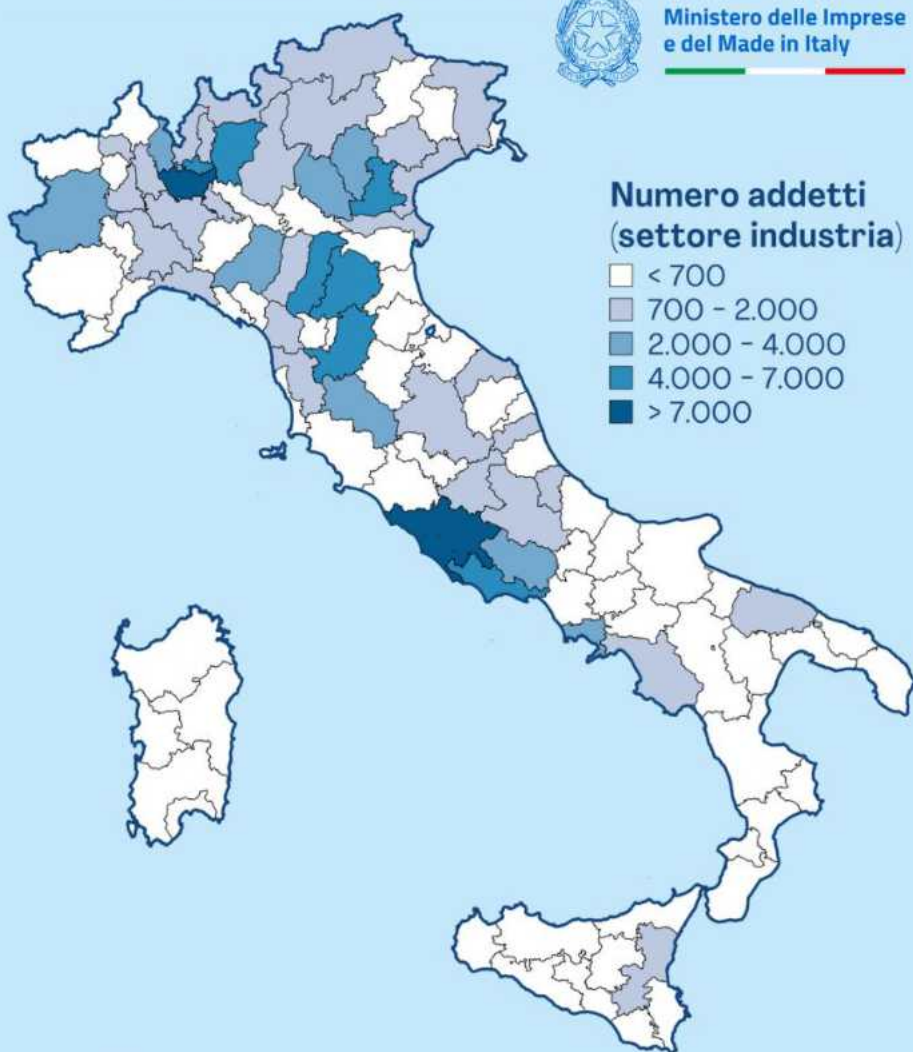 Ministero delle Imprese
e del Made in Italy
Numero addetti
(settore industria)
< 700
700 - 2.000
2.000 - 4.000
4.000 - 7.000
> 7.000